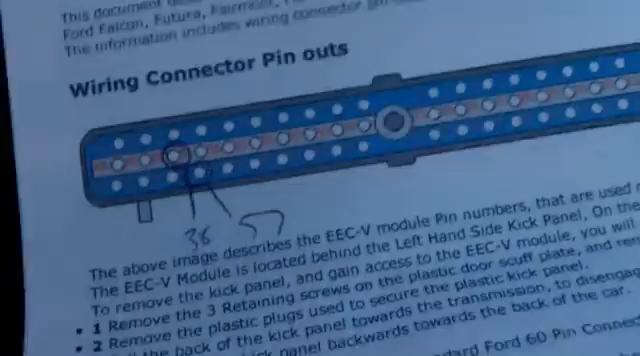 This document
Ford Falcon, Futura, Fairmont,
The information includes wiring connector pin
Wiring Connector Pin outs
36 57
The above image describes the EEC-V module Pin numbers, that are used
The EEC-V Module is located behind the Left Hand Side Kick Panel, On the
To remove the kick panel, and gain access to the EEC-V module, you will
• 1 Remove the 3 Retaining screws on the plastic door scuff plate, and
• 2 Remove the plastic plugs used to secure the plastic kick panel.
the back of the kick panel towards the transmission, to disengage
kick panel backwards towards the back of the car.
Ford 60 Pin